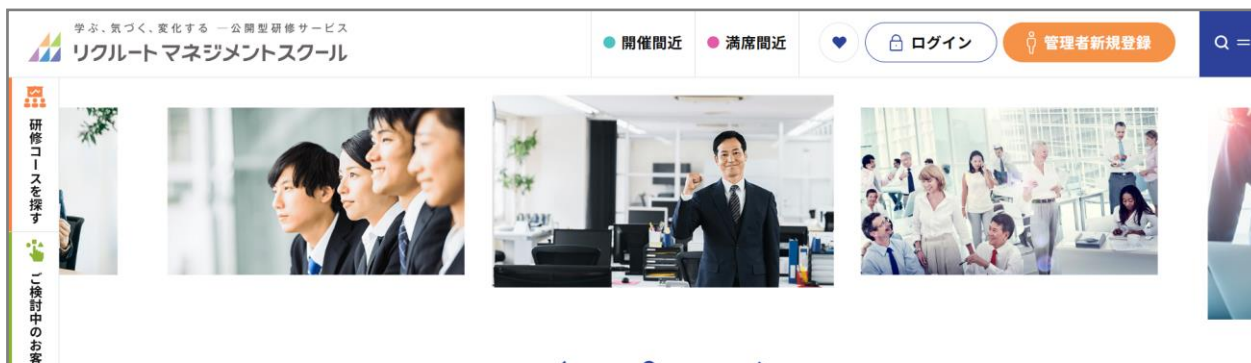 学ぶ、気づく、変化する ―公開型研修サービス
リクルート マネジメントスクール
開催間近
満席間近
ログイン
管理者新規登録
研修コースを探す
ご検討中のお客